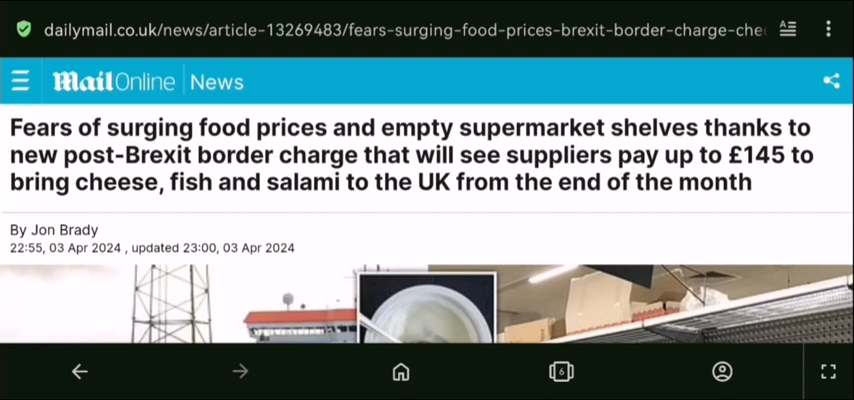 dailymail.co.uk/news/article-13269483/fears-surging-food-prices-brexit-border-charge-che
MailOnline News
Fears of surging food prices and empty supermarket shelves thanks to
new post-Brexit border charge that will see suppliers pay up to £145 to
bring cheese, fish and salami to the UK from the end of the month
By Jon Brady
22:55, 03 Apr 2024 , updated 23:00, 03 Apr 2024
6